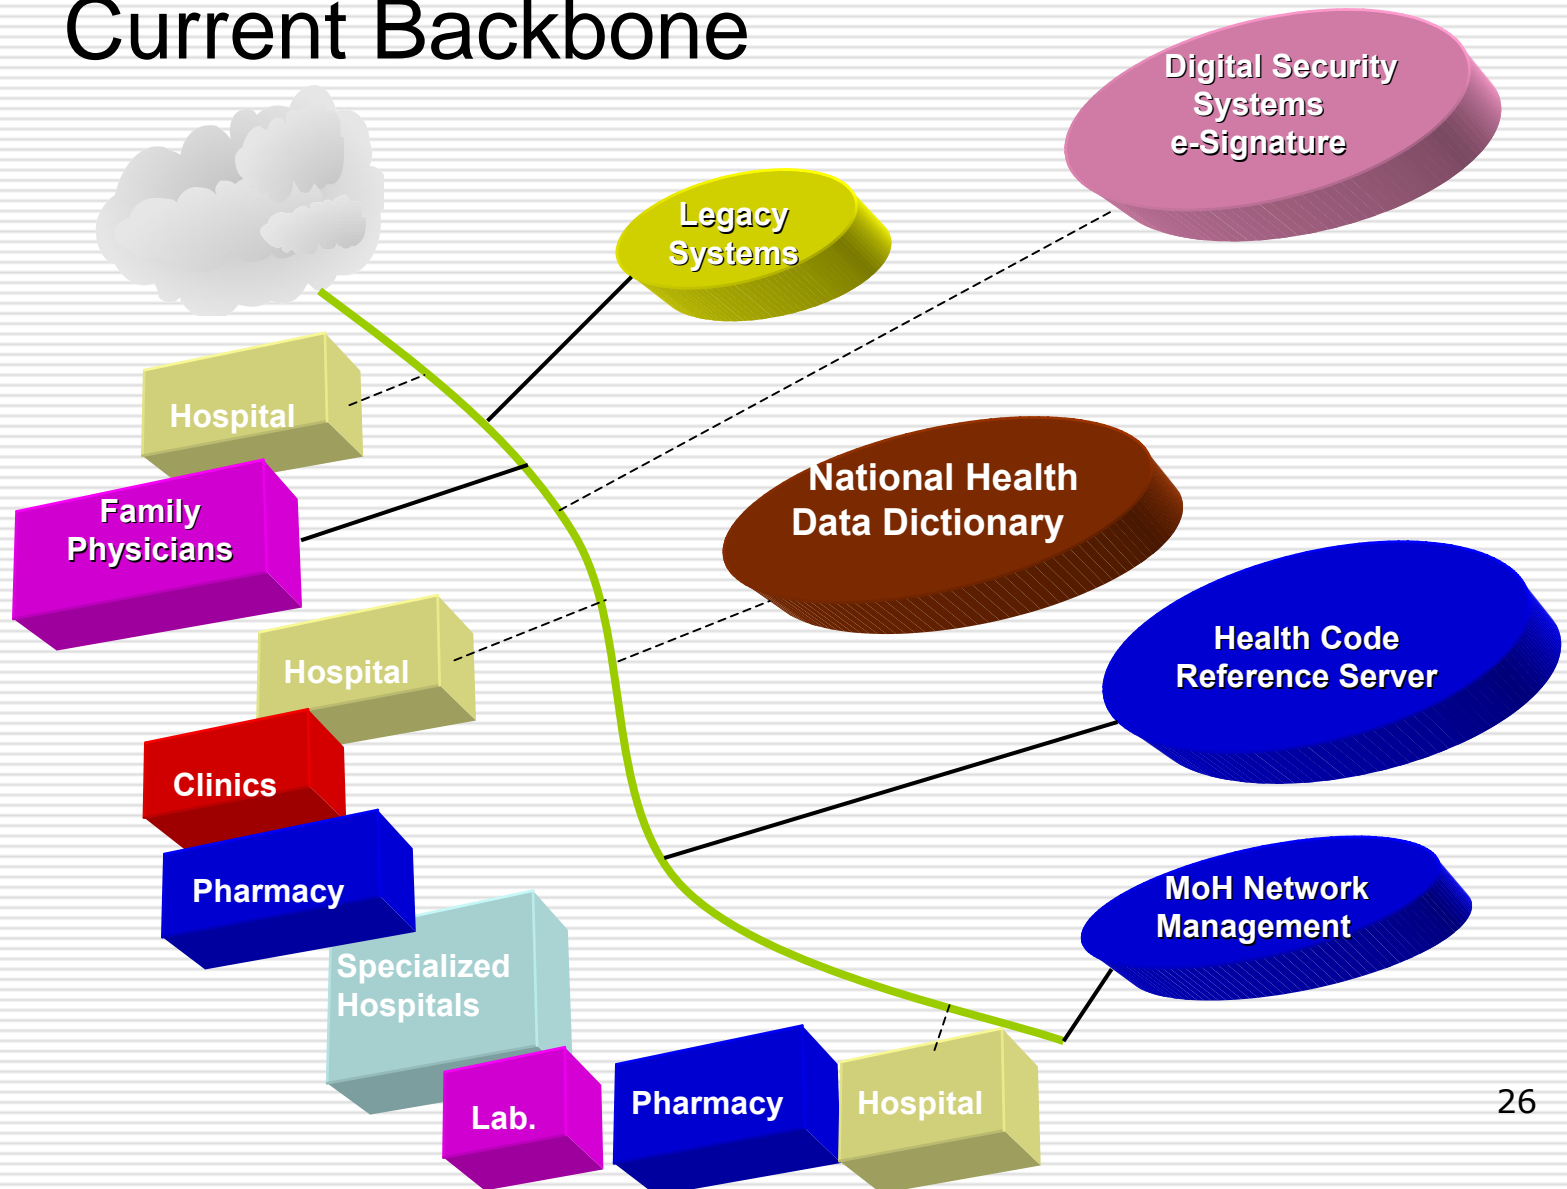 Current Backbone
Digital Security
Systems
e-Signature
Legacy
Systems
Hospital
National Health
Data Dictionary
Family
Physicians
Health Code
Reference Server
Hospital
Clinics
Pharmacy
MoH Network
Management
Specialized
Hospitals
Lab.
Pharmacy
Hospital
26